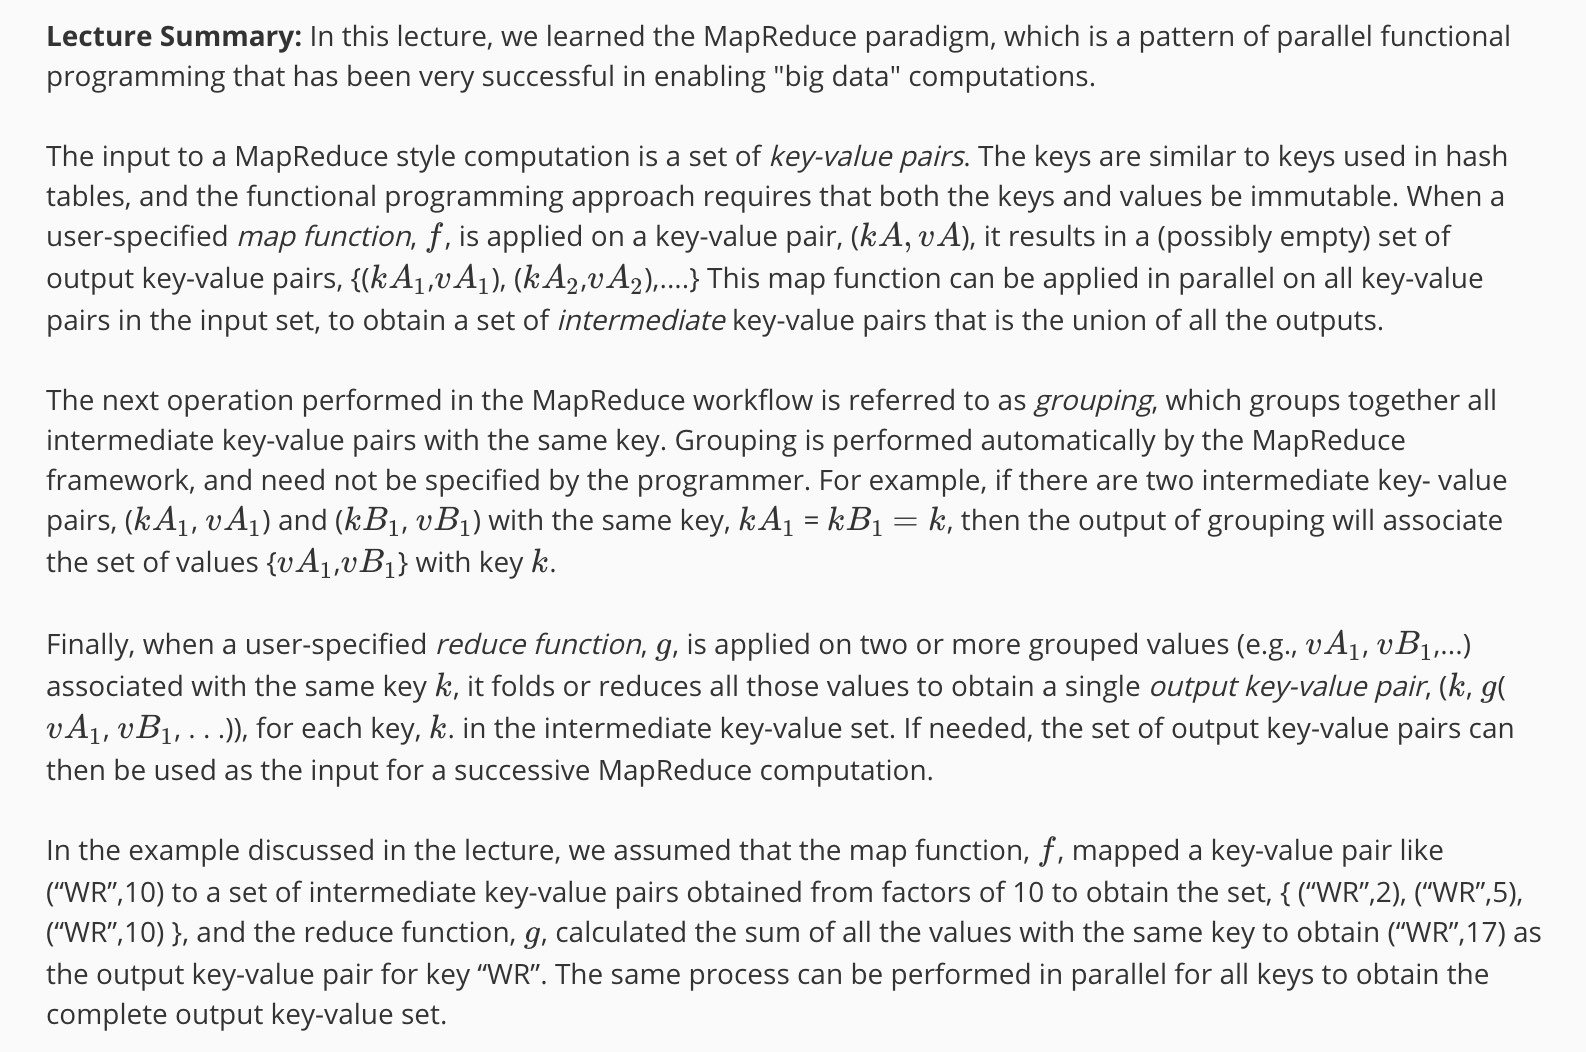 Lecture Summary: In this lecture, we learned the MapReduce paradigm, which is a pattern of parallel functional
programming that has been very successful in enabling "big data" computations.
The input to a MapReduce style computation is a set of key-value pairs. The keys are similar to keys used in hash
tables, and the functional programming approach requires that both the keys and values be immutable. When a
user-specified map function, f, is applied on a key-value pair, (kA, vA), it results in a (possibly empty) set of
output key-value pairs, {(kA₁,vA₁), (kA₂,vA₂),....} This map function can be applied in parallel on all key-value
pairs in the input set, to obtain a set of intermediate key-value pairs that is the union of all the outputs.
The next operation performed in the MapReduce workflow is referred to as grouping, which groups together all
intermediate key-value pairs with the same key. Grouping is performed automatically by the MapReduce
framework, and need not be specified by the programmer. For example, if there are two intermediate key- value
pairs, (kA₁, vA₁) and (kB₁, vB₁) with the same key, kA₁ = kB₁ = k, then the output of grouping will associate
the set of values {vA₁,vB₁} with key k.
Finally, when a user-specified reduce function, g, is applied on two or more grouped values (e.g., vA₁, vB₁,...)
associated with the same key k, it folds or reduces all those values to obtain a single output key-value pair, (k, g(
vA₁, vB₁, . . .)), for each key, k. in the intermediate key-value set. If needed, the set of output key-value pairs can
then be used as the input for a successive MapReduce computation.
In the example discussed in the lecture, we assumed that the map function, f, mapped a key-value pair like
(“WR”,10) to a set of intermediate key-value pairs obtained from factors of 10 to obtain the set, { (“WR”,2), (“WR”,5),
(“WR”,10) }, and the reduce function, g, calculated the sum of all the values with the same key to obtain (“WR”,17) as
the output key-value pair for key “WR”. The same process can be performed in parallel for all keys to obtain the
complete output key-value set.